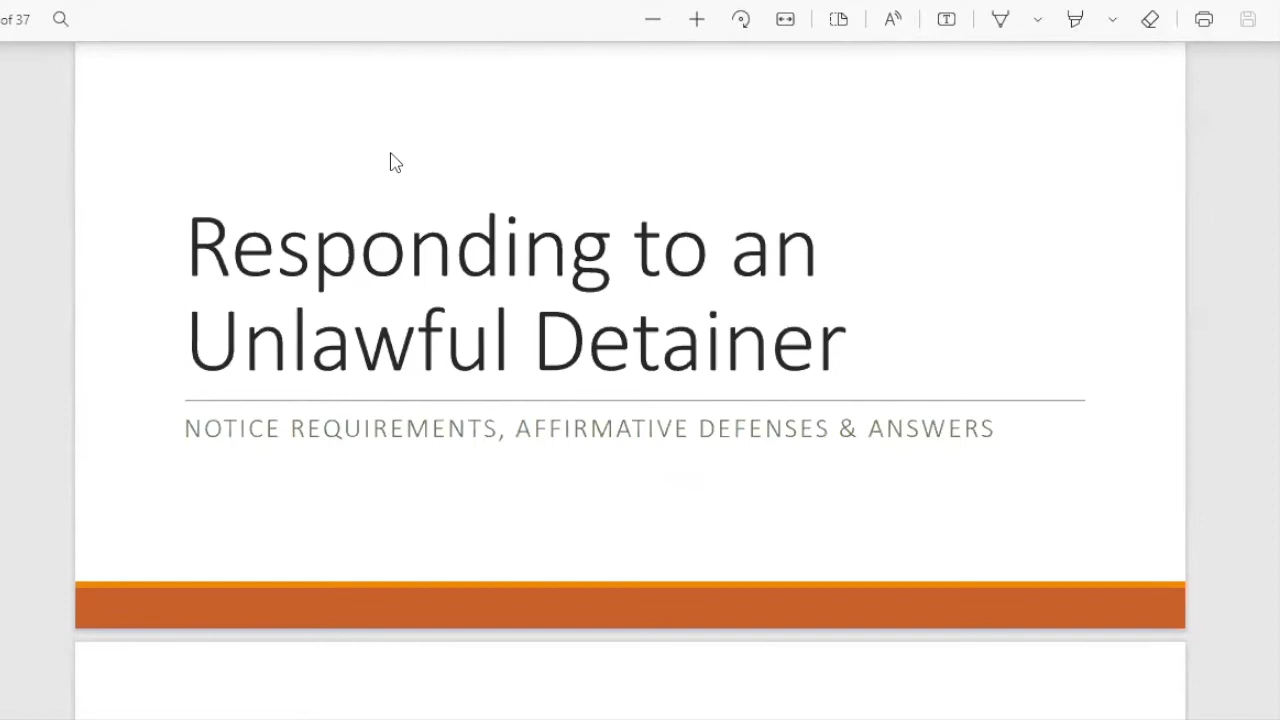 of 37
Responding to an
Unlawful Detainer
NOTICE REQUIREMENTS, AFFIRMATIVE DEFENSES & ANSWERS